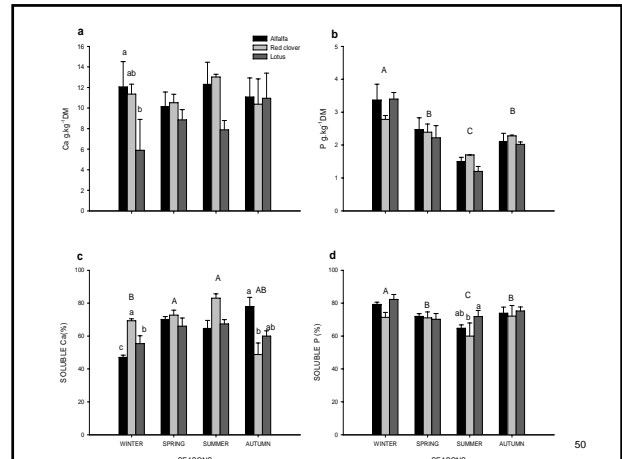 a
Alfalfa
Red clover
Lotus
Ca g.kg⁻¹DM
16
14
12
10
8
6
4
2
0
a
ab
b
b
P g.kg⁻¹DM
5
4
3
2
1
0
A
B
C
B
c
SOLUBLE Ca(%)
100
80
60
40
20
0
B
c
a
b
A
A
AB
a
b
ab
WINTER SPRING SUMMER AUTUMN
SEASONS
d
SOLUBLE P (%)
100
80
60
40
20
0
A
B
C
ab
b
a
B
WINTER SPRING SUMMER AUTUMN
SEASONS
50